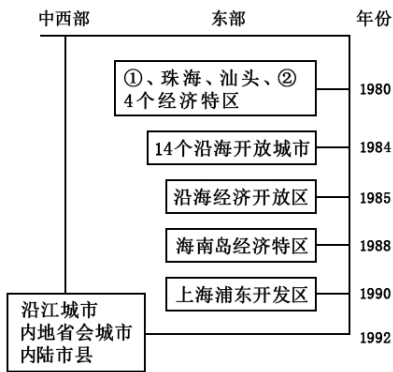 中西部 东部 年份
①、珠海、汕头、②
4个经济特区
1980
14个沿海开放城市
1984
沿海经济开放区
1985
海南岛经济特区
1988
上海浦东开发区
1990
沿江城市
内地省会城市
内陆市县
1992